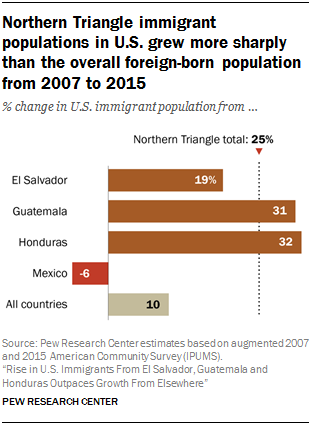 Northern Triangle immigrant
populations in U.S. grew more sharply
than the overall foreign-born population
from 2007 to 2015
% change in U.S. immigrant population from ...
Northern Triangle total: 25%
El Salvador 19%
Guatemala 31
Honduras 32
Mexico -6
All countries 10
Source: Pew Research Center estimates based on augmented 2007
and 2015 American Community Survey (IPUMS).
“Rise in U.S. Immigrants From El Salvador, Guatemala and
Honduras Outpaces Growth From Elsewhere”
PEW RESEARCH CENTER